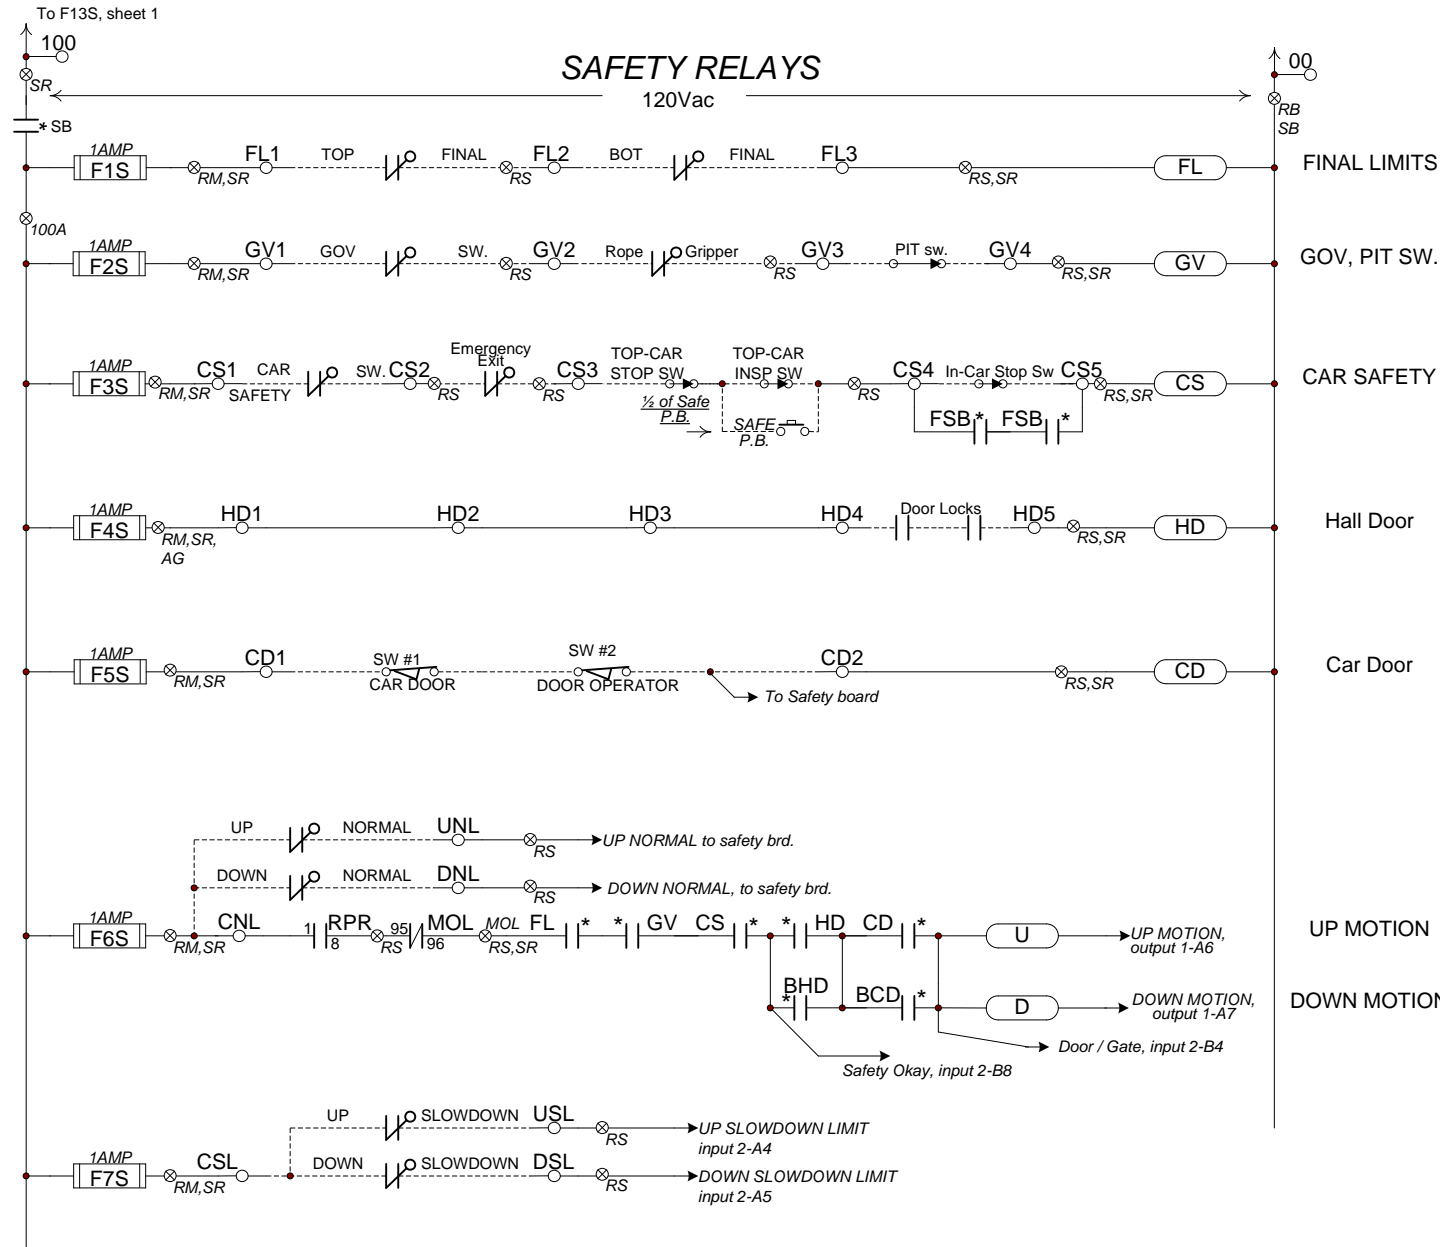 To F13S, sheet 1
100
SR
* SB
SAFETY RELAYS
120Vac
00
RB
SB
1AMP
F1S
RM,SR
FL1
TOP
FINAL
RS
FL2
BOT
FINAL
FL3
RS,SR
FL
FINAL LIMITS
100A
1AMP
F2S
RM,SR
GV1
GOV
SW.
RS
GV2
Rope
Gripper
RS
GV3
PIT sw.
GV4
RS,SR
GV
GOV, PIT SW.
1AMP
F3S
RM,SR
CS1
CAR
SAFETY
SW.
CS2
RS
Emergency
Exit
RS
CS3
TOP-CAR
STOP SW
½ of Safe
P.B.
TOP-CAR
INSP SW
SAFE
P.B.
RS
CS4
In-Car Stop Sw
CS5
FSB*
FSB *
RS,SR
CS
CAR SAFETY
1AMP
F4S
RM,SR,
AG
HD1
HD2
HD3
HD4
Door Locks
HD5
RS,SR
HD
Hall Door
1AMP
F5S
RM,SR
CD1
SW #1
CAR DOOR
SW #2
DOOR OPERATOR
To Safety board
CD2
RS,SR
CD
Car Door
UP
NORMAL
UNL
RS
UP NORMAL to safety brd.
DOWN
NORMAL
DNL
RS
DOWN NORMAL, to safety brd.
1AMP
F6S
RM,SR
CNL
1
RPR
8
RS
95
MOL
96
MOL
RS,SR
FL
*
*
GV
CS
*
*
HD
CD
*
U
UP MOTION,
output 1-A6
UP MOTION
BHD
*
BCD
*
D
DOWN MOTION,
output 1-A7
DOWN MOTION
Door / Gate, input 2-B4
Safety Okay, input 2-B8
UP
SLOWDOWN
USL
RS
UP SLOWDOWN LIMIT
input 2-A4
1AMP
F7S
RM,SR
CSL
DOWN
SLOWDOWN
DSL
RS
DOWN SLOWDOWN LIMIT
input 2-A5